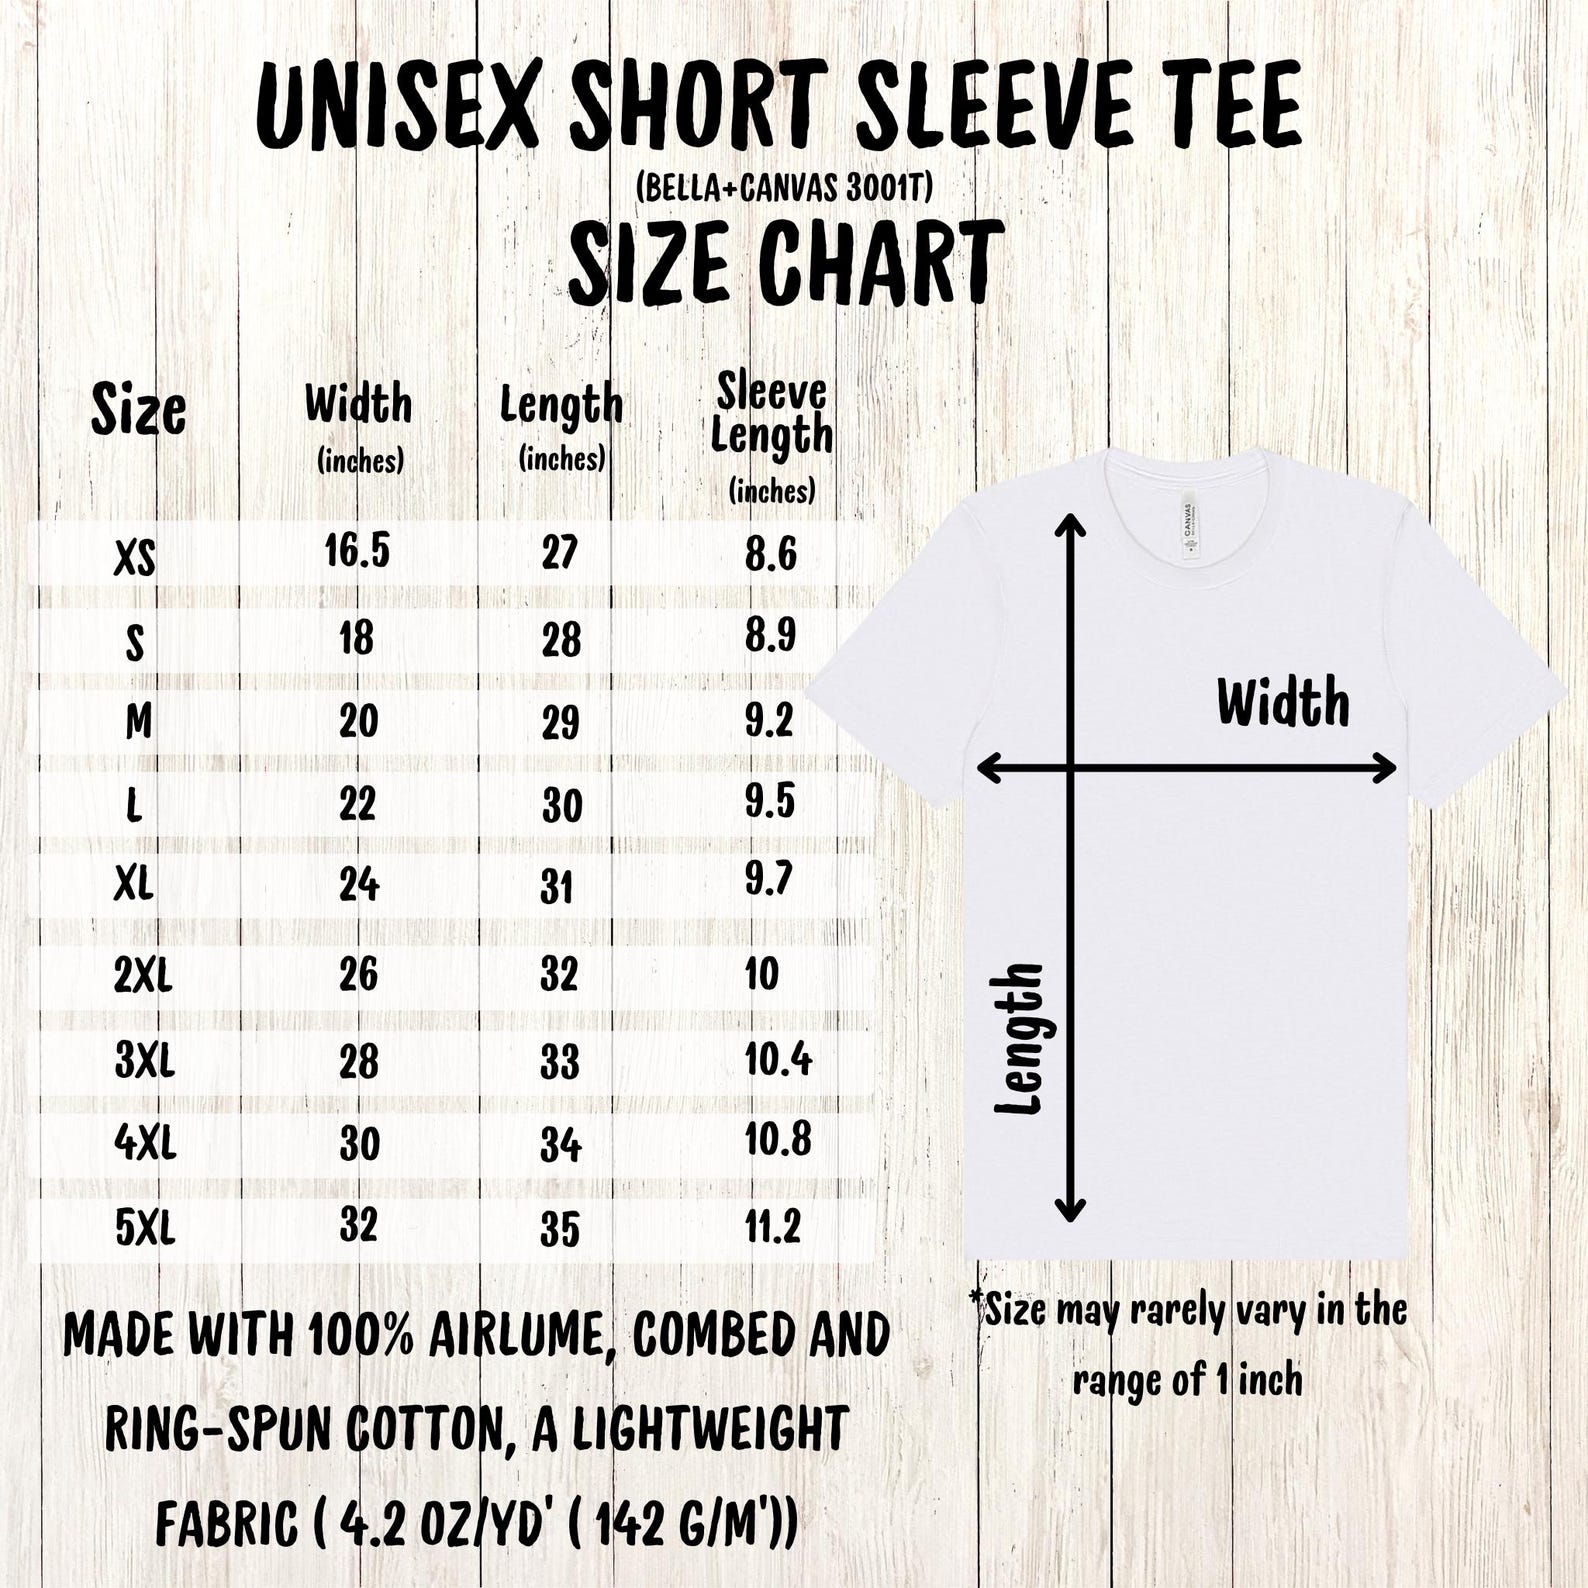 UNISEX SHORT SLEEVE TEE
(BELLA+CANVAS 3001T)
SIZE CHART
Size Width Length Sleeve Length
(inches) (inches) (inches)
XS 16.5 27 8.6
S 18 28 8.9
M 20 29 9.2
L 22 30 9.5
XL 24 31 9.7
2XL 26 32 10
3XL 28 33 10.4
4XL 30 34 10.8
5XL 32 35 11.2
MADE WITH 100% AIRLUME, COMBED AND
RING-SPUN COTTON, A LIGHTWEIGHT
FABRIC ( 4.2 OZ/YD' ( 142 G/M'))
CANVAS
Width
Length
*Size may rarely vary in the
range of 1 inch